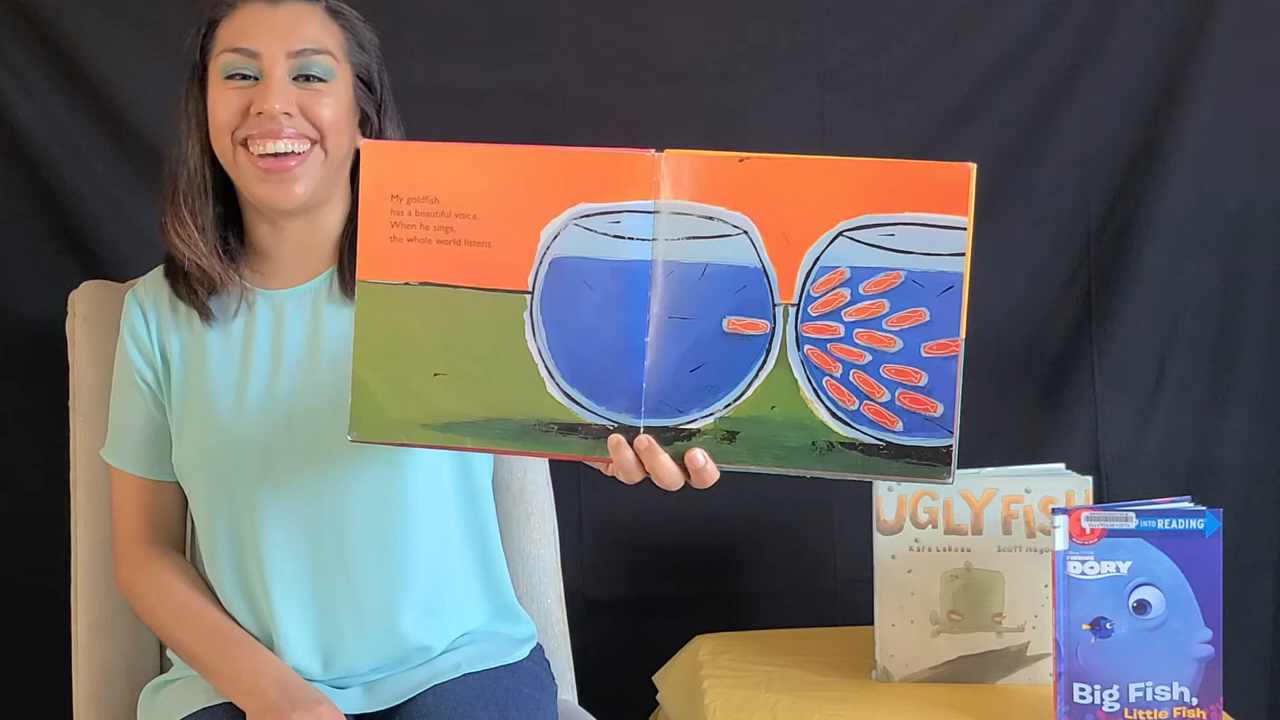 My goldfish
has a beautiful voice.
When he sings,
the whole world listens
UGLY FISH
Kara LaReau
INTO READING
FINDING
DORY
Big Fish,
Little Fish